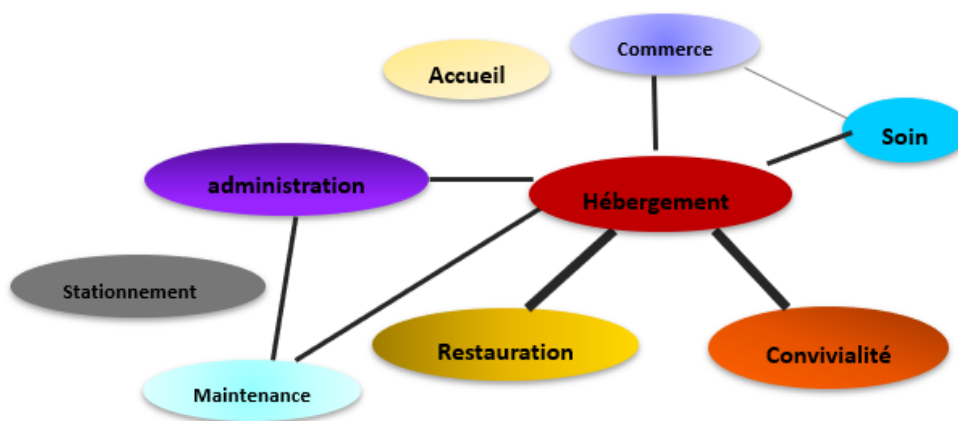 Commerce
Accueil
Soin
administration
Hébergement
Stationnement
Restauration
Convivialité
Maintenance